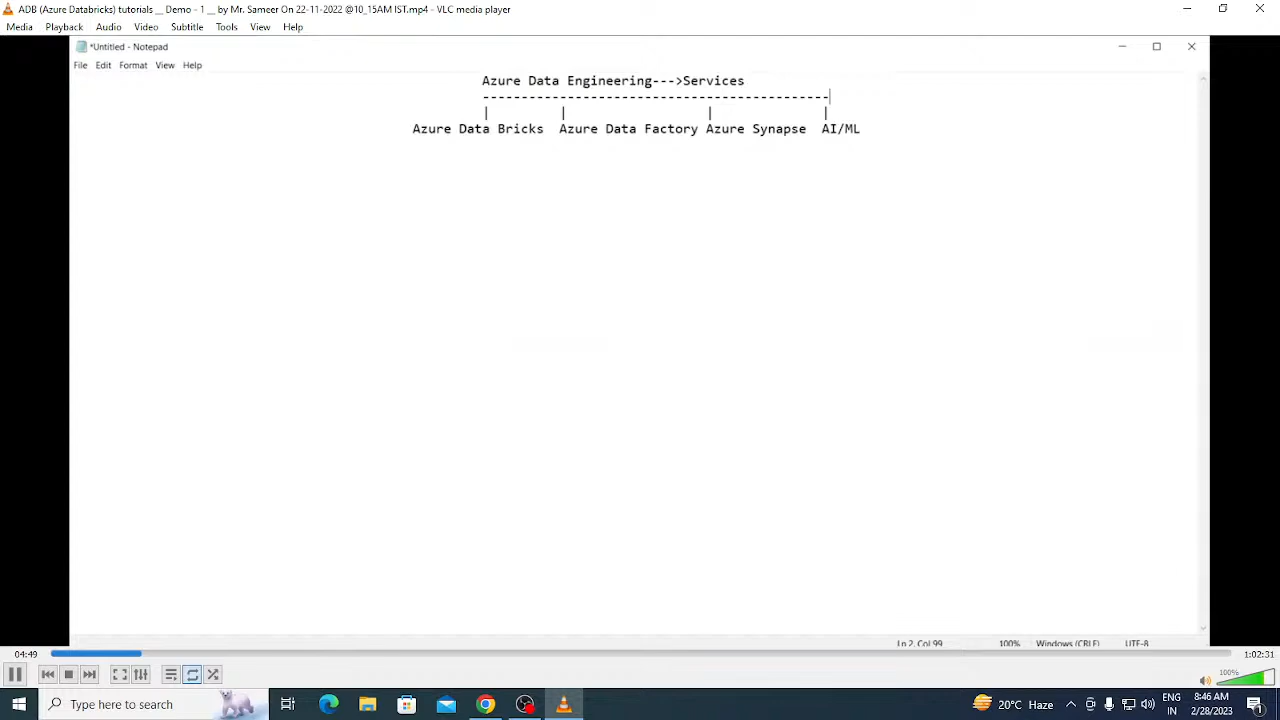 ADB (Azure Databricks) tutorials __ Demo - 1 __ by Mr. Sameer On 22-11-2022 @10_15AM IST.mp4 - VLC media player
Media Playback Audio Video Subtitle Tools View Help
*Untitled - Notepad
File Edit Format View Help
Azure Data Engineering--->Services
---------------------------------------------
| | | |
Azure Data Bricks Azure Data Factory Azure Synapse AI/ML
Ln 2, Col 99 100% Windows (CRLF) UTF-8
04:49 1:02:31
100%
Type here to search
20°C Haze
ENG
IN
8:46 AM
2/28/2023